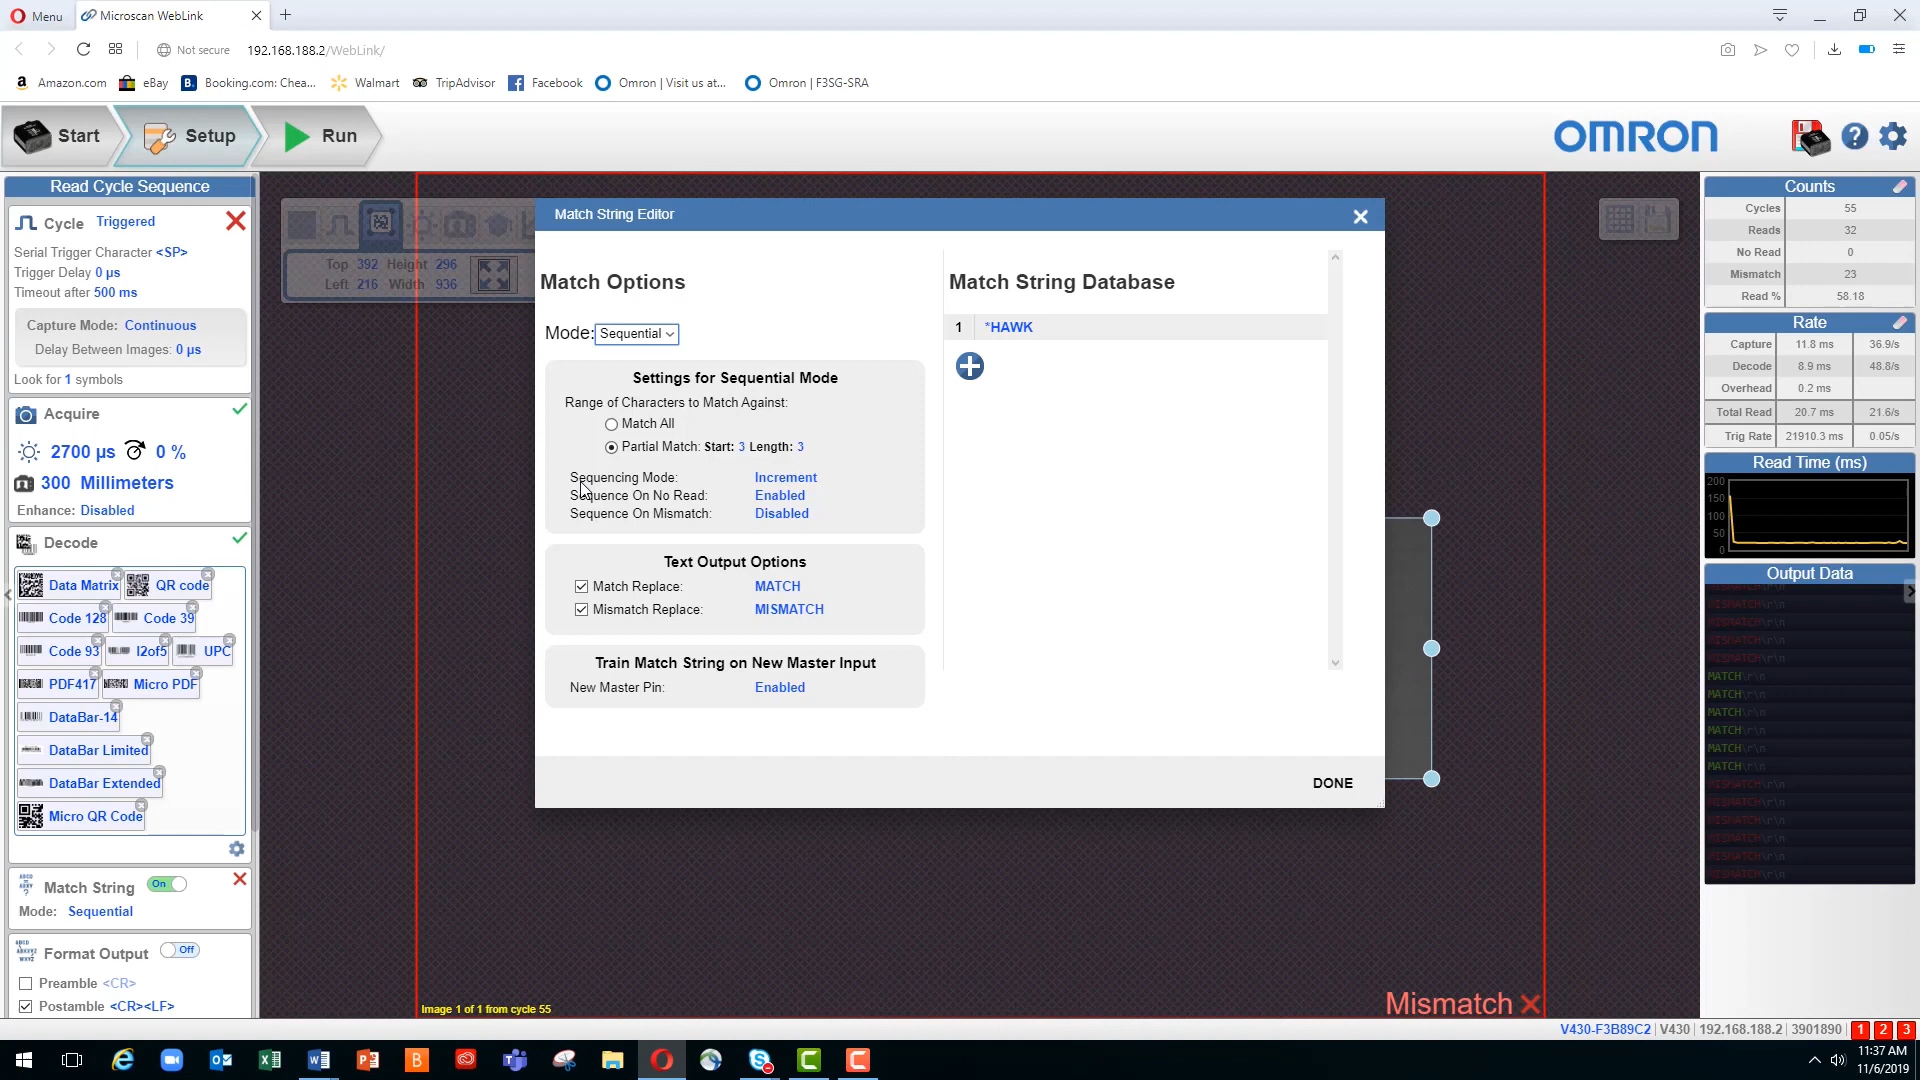 Menu
Microscan WebLink
Not secure 192.168.188.2/WebLink/
Amazon.com eBay Booking.com: Chea... Walmart TripAdvisor Facebook Omron | Visit us at... Omron | F3SG-SRA
Start Setup Run
OMRON
Read Cycle Sequence
Cycle Triggered
Serial Trigger Character <SP>
Trigger Delay 0 µs
Timeout after 500 ms
Capture Mode: Continuous
Delay Between Images: 0 µs
Look for 1 symbols
Acquire
2700 µs 0 %
300 Millimeters
Enhance: Disabled
Decode
Data Matrix QR code
Code 128 Code 39
Code 93 I2of5 UPC
PDF417 Micro PDF
DataBar-14
DataBar Limited
DataBar Extended
Micro QR Code
Match String On
Mode: Sequential
Format Output Off
Preamble <CR>
Postamble <CR><LF>
Top 392 Height 296
Left 216 Width 936
Match String Editor
Match Options
Mode: Sequential
Settings for Sequential Mode
Range of Characters to Match Against:
Match All
Partial Match: Start: 3 Length: 3
Sequencing Mode: Increment
Sequence On No Read: Enabled
Sequence On Mismatch: Disabled
Text Output Options
Match Replace: MATCH
Mismatch Replace: MISMATCH
Train Match String on New Master Input
New Master Pin: Enabled
Match String Database
1 *HAWK
DONE
Image 1 of 1 from cycle 55
Mismatch
Counts
Cycles 55
Reads 32
No Read 0
Mismatch 23
Read % 58.18
Rate
Capture 11.8 ms 36.9/s
Decode 8.9 ms 48.8/s
Overhead 0.2 ms
Total Read 20.7 ms 21.6/s
Trig Rate 21910.3 ms 0.05/s
Read Time (ms)
200
150
100
50
0
Output Data
MISMATCH\r\n
MISMATCH\r\n
MISMATCH\r\n
MISMATCH\r\n
MATCH\r\n
MATCH\r\n
MATCH\r\n
MATCH\r\n
MATCH\r\n
MATCH\r\n
MISMATCH\r\n
MISMATCH\r\n
MISMATCH\r\n
MISMATCH\r\n
MISMATCH\r\n
MISMATCH\r\n
V430-F3B89C2 | V430 | 192.168.188.2 | 3901890 1 2 3
11:37 AM
11/6/2019